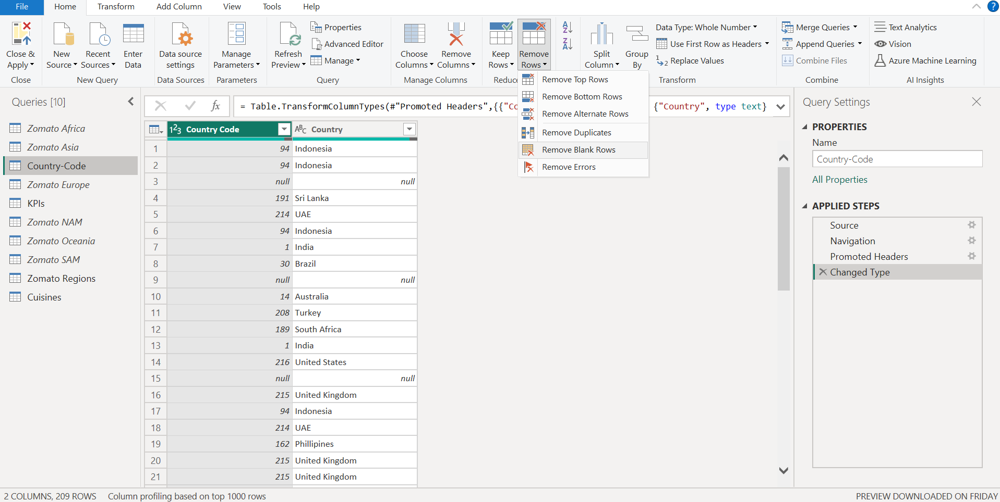 File Home Transform Add Column View Tools Help
Close & Apply
New Source
Recent Sources
Enter Data
Data source settings
Manage Parameters
Refresh Preview
Properties
Advanced Editor
Manage
Choose Columns
Remove Columns
Keep Rows
Remove Rows
A Z
Z A
Split Column
Group By
Data Type: Whole Number
Use First Row as Headers
1 2 Replace Values
Merge Queries
Append Queries
Combine Files
Text Analytics
Vision
Azure Machine Learning
Close New Query Data Sources Parameters Query Manage Columns Reduc Transform Combine AI Insights
Remove Top Rows
Remove Bottom Rows
Remove Alternate Rows
Remove Duplicates
Remove Blank Rows
Remove Errors
Queries [10]
Zomato Africa
Zomato Asia
Country-Code
Zomato Europe
KPIs
Zomato NAM
Zomato Oceania
Zomato SAM
Zomato Regions
Cuisines
fx = Table.TransformColumnTypes(#"Promoted Headers",{{"Co {"Country", type text}
123 Country Code ABC Country
1 94 Indonesia
2 94 Indonesia
3 null null
4 191 Sri Lanka
5 214 UAE
6 94 Indonesia
7 1 India
8 30 Brazil
9 null null
10 14 Australia
11 208 Turkey
12 189 South Africa
13 1 India
14 216 United States
15 null null
16 215 United Kingdom
17 94 Indonesia
18 214 UAE
19 162 Phillipines
20 215 United Kingdom
21 215 United Kingdom
Query Settings
PROPERTIES
Name
Country-Code
All Properties
APPLIED STEPS
Source
Navigation
Promoted Headers
Changed Type
2 COLUMNS, 209 ROWS Column profiling based on top 1000 rows PREVIEW DOWNLOADED ON FRIDAY